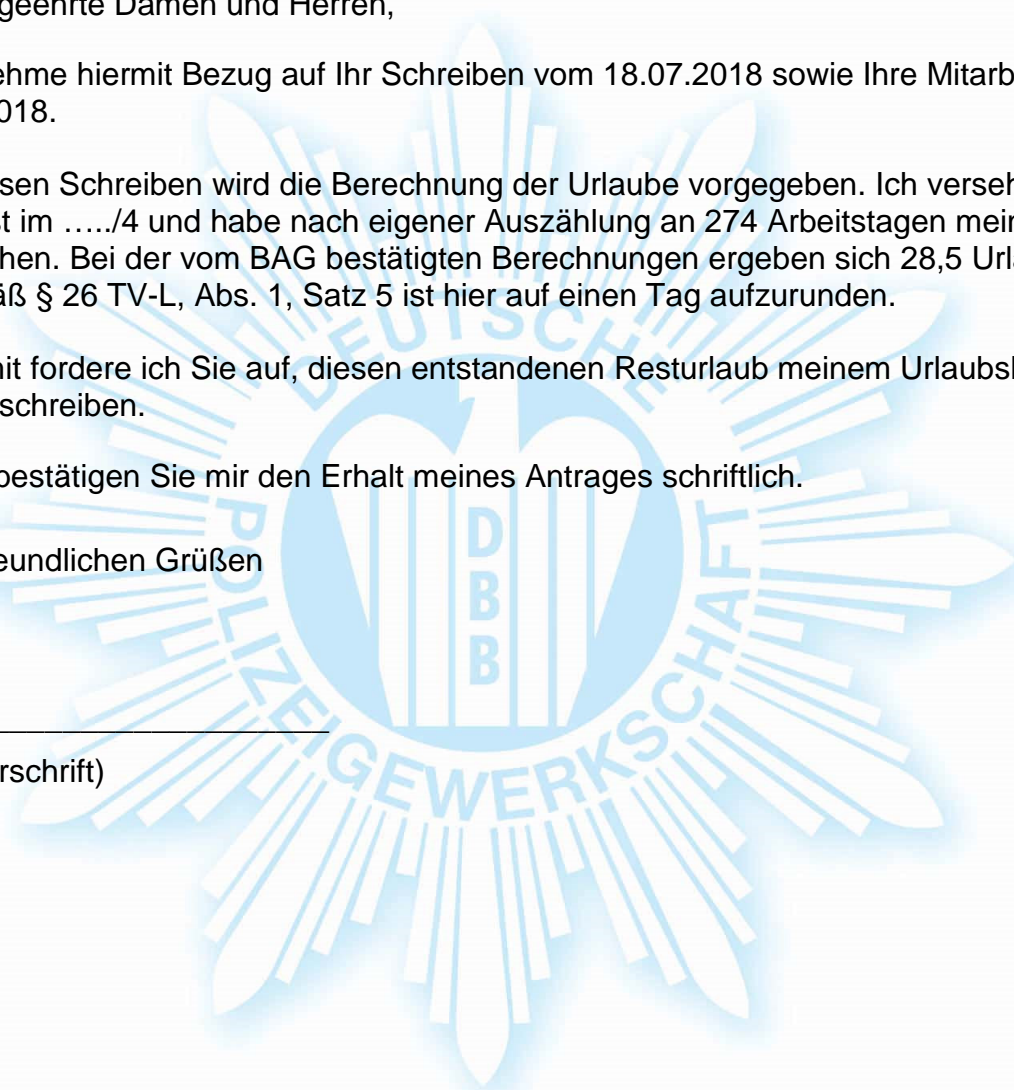 geehrte Damen und Herren,
ehme hiermit Bezug auf Ihr Schreiben vom 18.07.2018 sowie Ihre Mitarb
018.
sen Schreiben wird die Berechnung der Urlaube vorgegeben. Ich verseh
st im …../4 und habe nach eigener Auszählung an 274 Arbeitstagen mein
hen. Bei der vom BAG bestätigten Berechnungen ergeben sich 28,5 Urla
äß § 26 TV-L, Abs. 1, Satz 5 ist hier auf einen Tag aufzurunden.
mit fordere ich Sie auf, diesen entstandenen Resturlaub meinem Urlaubsk
schreiben.
bestätigen Sie mir den Erhalt meines Antrages schriftlich.
eundlichen Grüßen
rschrift)
DEUTSCHE
POLIZEIGEWERKSCHAFT
DBB